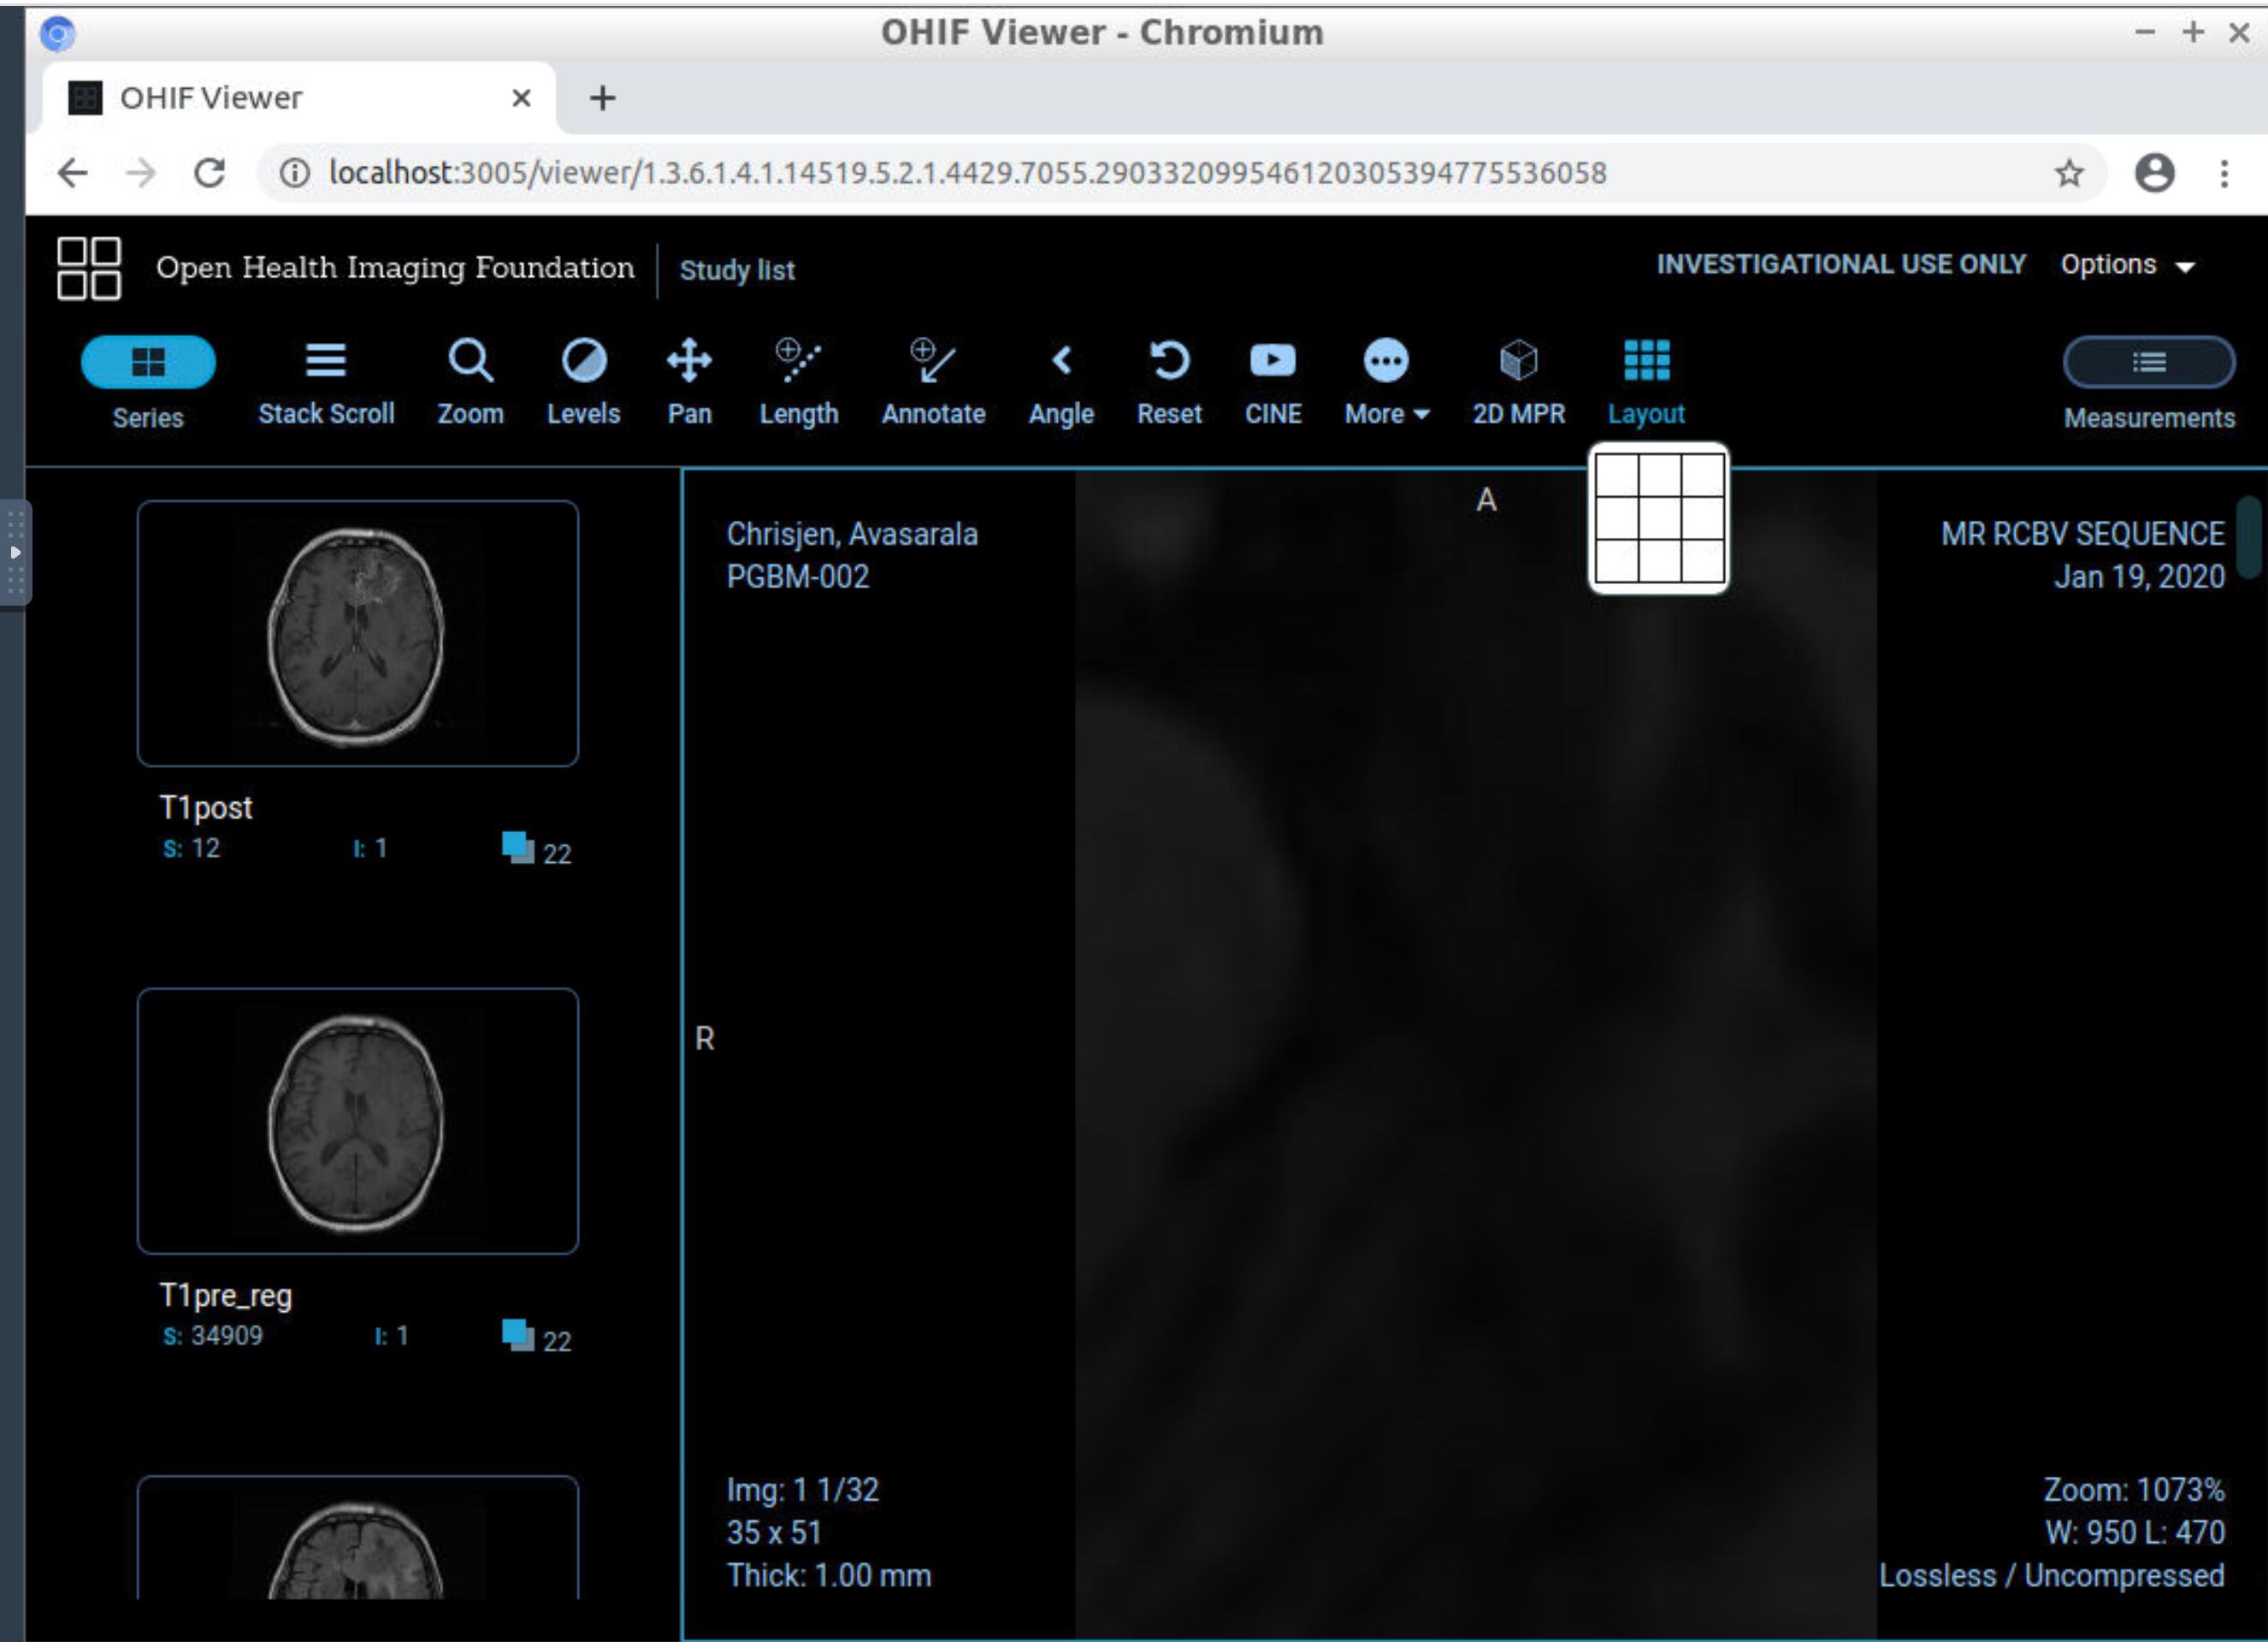 OHIF Viewer - Chromium
OHIF Viewer
localhost:3005/viewer/1.3.6.1.4.1.14519.5.2.1.4429.7055.290332099546120305394775536058
Open Health Imaging Foundation
Study list
INVESTIGATIONAL USE ONLY
Options
Series
Stack Scroll
Zoom
Levels
Pan
Length
Annotate
Angle
Reset
CINE
More
2D MPR
Layout
Measurements
T1post
S: 12 I: 1 22
T1pre_reg
S: 34909 I: 1 22
Chrisjen, Avasarala
PGBM-002
A
MR RCBV SEQUENCE
Jan 19, 2020
R
Img: 1 1/32
35 x 51
Thick: 1.00 mm
Zoom: 1073%
W: 950 L: 470
Lossless / Uncompressed